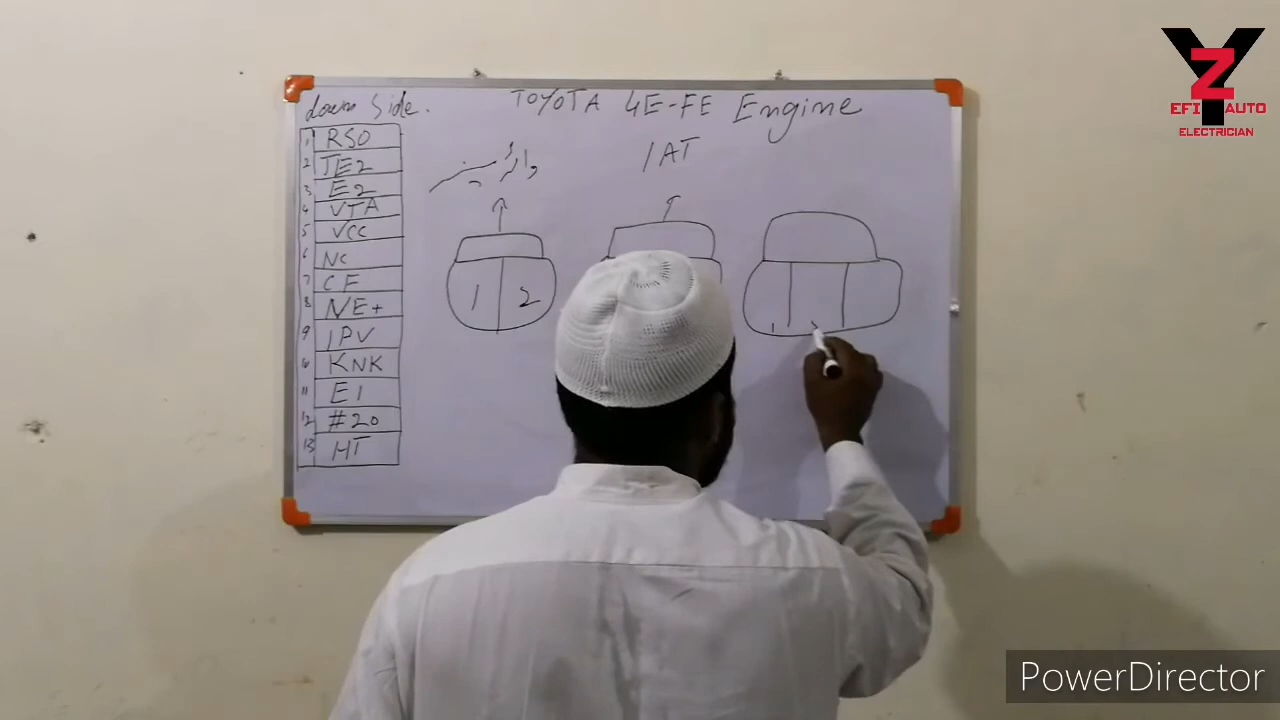 Down Side.
TOYOTA 4E-FE Engine
IAT
1 RSO
2 TE2
3 E2
4 VTA
5 VCC
6 NC
7 CF
8 NE+
9 IPV
10 KNK
11 E1
12 #20
13 HT
1 2
1
YZ
EFI AUTO
ELECTRICIAN
PowerDirector